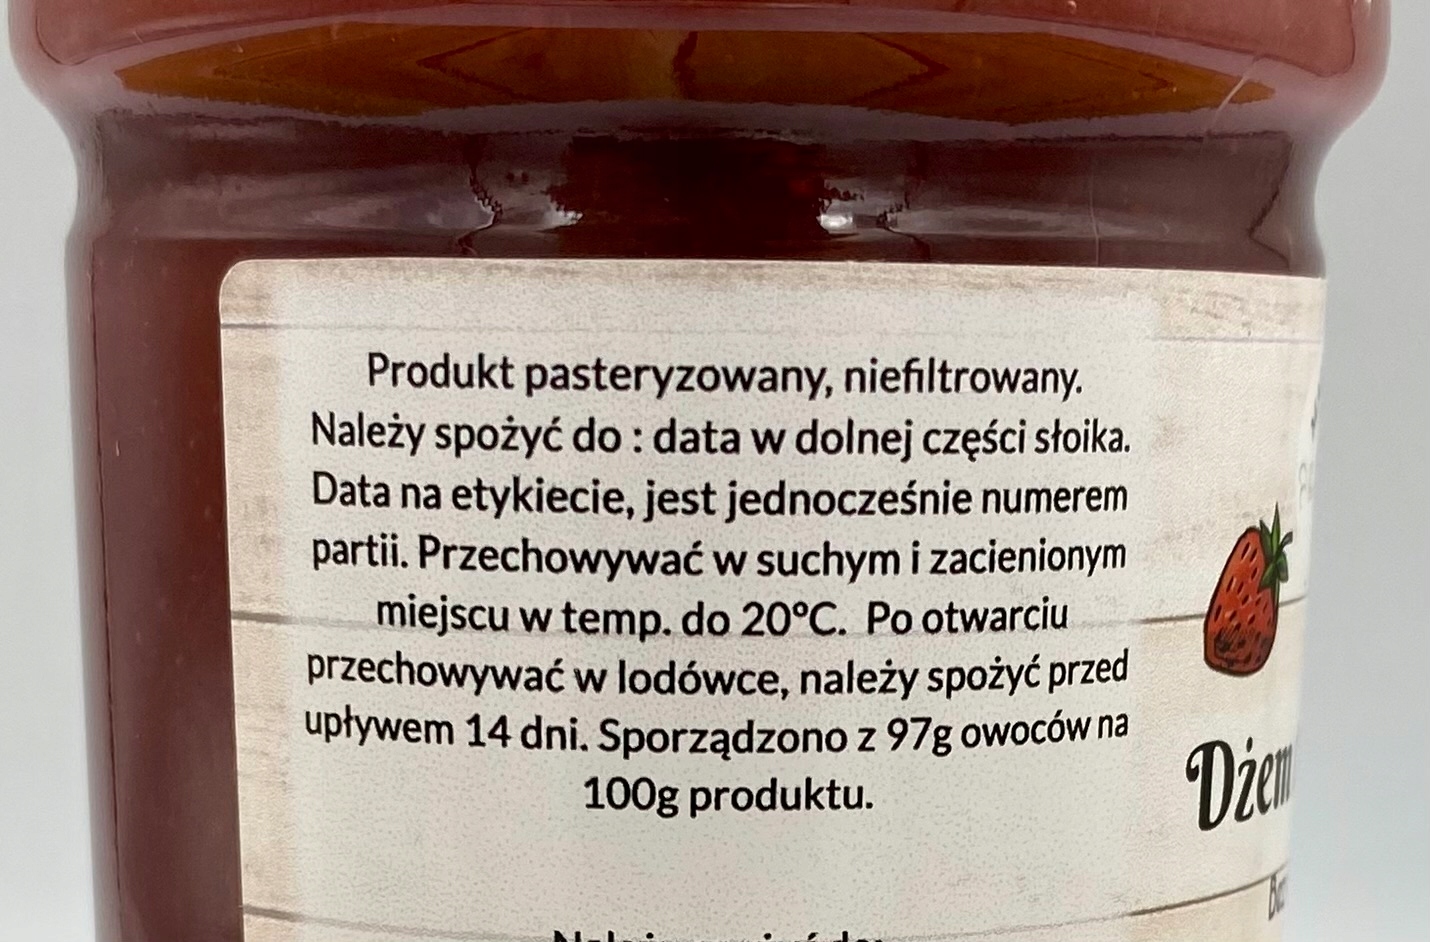 Produkt pasteryzowany, niefiltrowany.
Należy spożyć do : data w dolnej części słoika.
Data na etykiecie, jest jednocześnie numerem
partii. Przechowywać w suchym i zacienionym
miejscu w temp. do 20°C. Po otwarciu
przechowywać w lodówce, należy spożyć przed
upływem 14 dni. Sporządzono z 97g owoców na
100g produktu.
Dżem